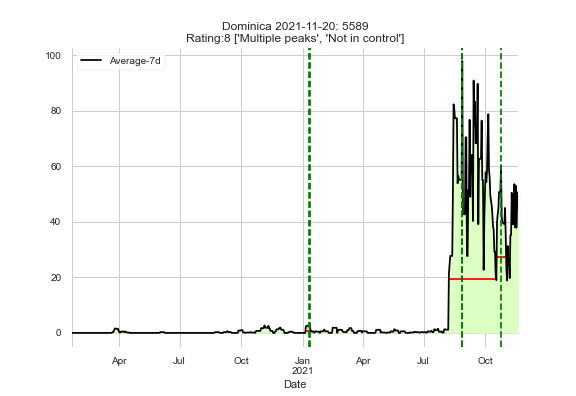 Dominica 2021-11-20: 5589
Rating:8 ['Multiple peaks', 'Not in control']
Average-7d
100
80
60
40
20
0
Apr Jul Oct Jan Apr Jul Oct
2021
Date